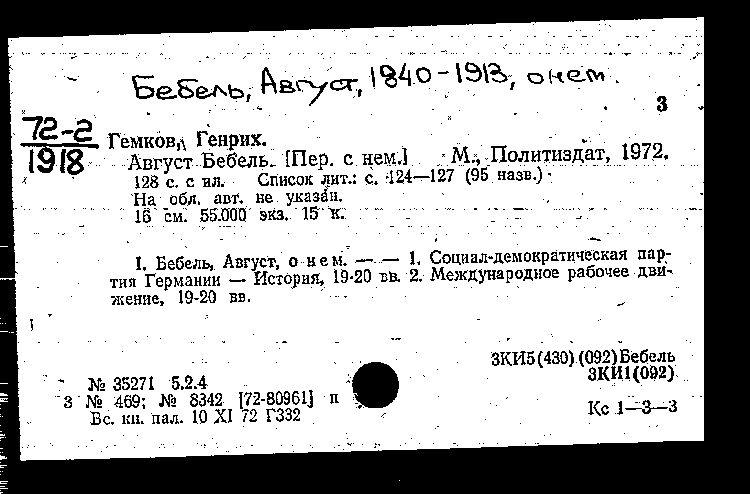 Бебель, Август, 1840-1913, о нем.
3
72-2
1918
Гемков, Генрих.
Август Бебель. [Пер. с нем.] М., Политиздат, 1972.
128 с. с ил. Список лит.: с. 124—127 (95 назв.)
На обл. авт. не указан.
16 см. 55.000 экз. 15 к.
I. Бебель, Август, о нем. — — 1. Социал-демократическая пар-
тия Германии — История, 19-20 вв. 2. Международное рабочее дви-
жение, 19-20 вв.
3КИ5(430)(092)Бебель
3КИ1(092)
№ 35271 5.2.4
3 № 469; № 8342 [72-80961] п
Вс. кн. пал. 10 XI 72 Г332
Кс 1—3—3